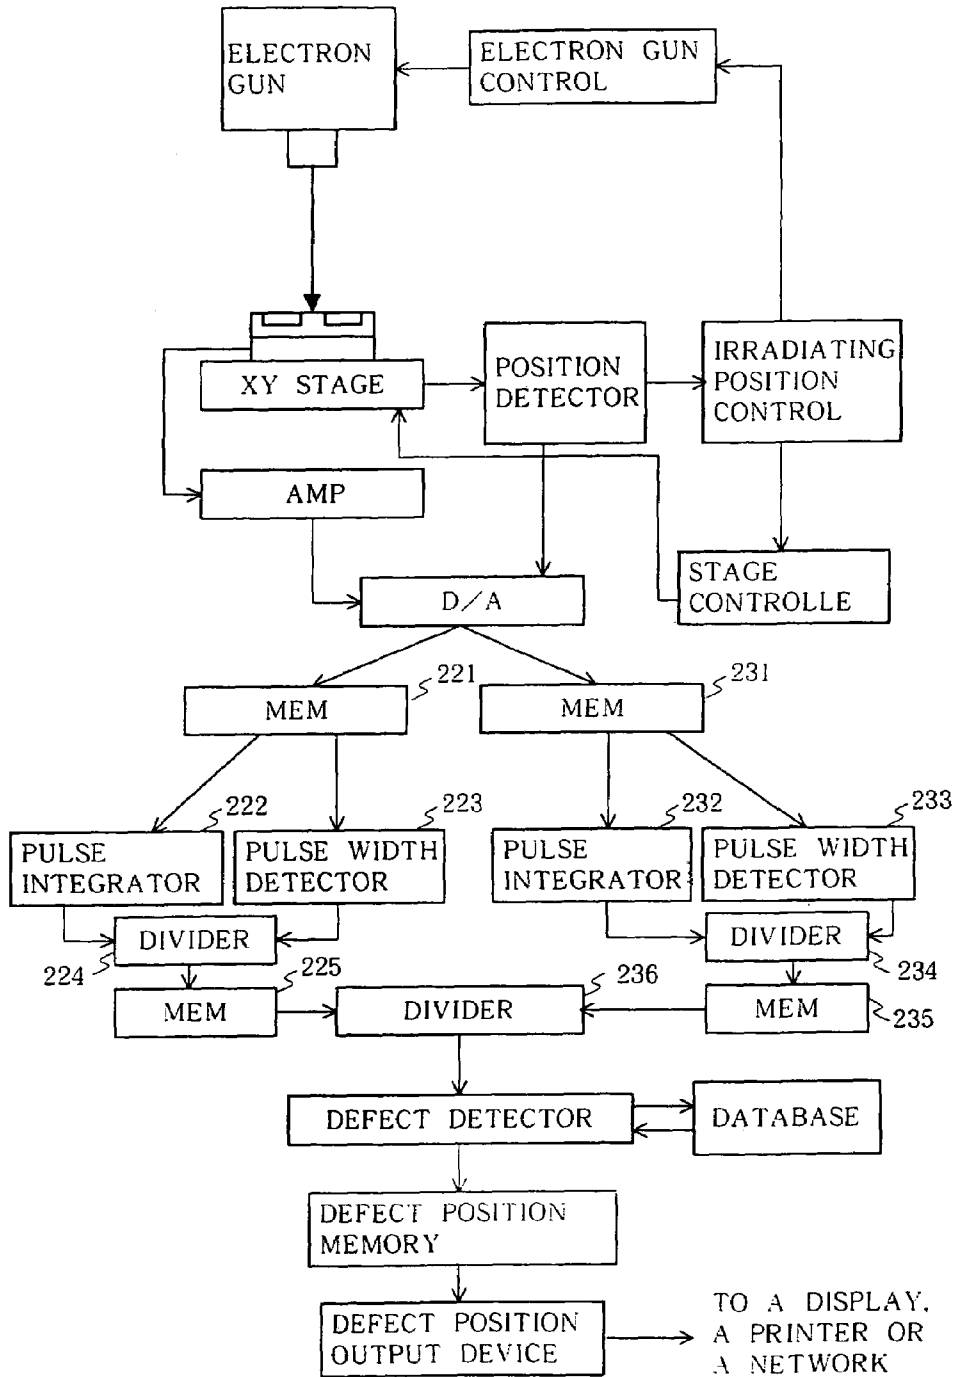 ELECTRON
GUN
ELECTRON GUN
CONTROL
XY STAGE
POSITION
DETECTOR
IRRADIATING
POSITION
CONTROL
AMP
STAGE
CONTROLLE
D/A
221
MEM
231
MEM
222
PULSE
INTEGRATOR
223
PULSE WIDTH
DETECTOR
232
PULSE
INTEGRATOR
233
PULSE WIDTH
DETECTOR
DIVIDER
224
DIVIDER
234
225
MEM
236
DIVIDER
MEM
235
DEFECT DETECTOR
DATABASE
DEFECT POSITION
MEMORY
DEFECT POSITION
OUTPUT DEVICE
TO A DISPLAY,
A PRINTER OR
A NETWORK